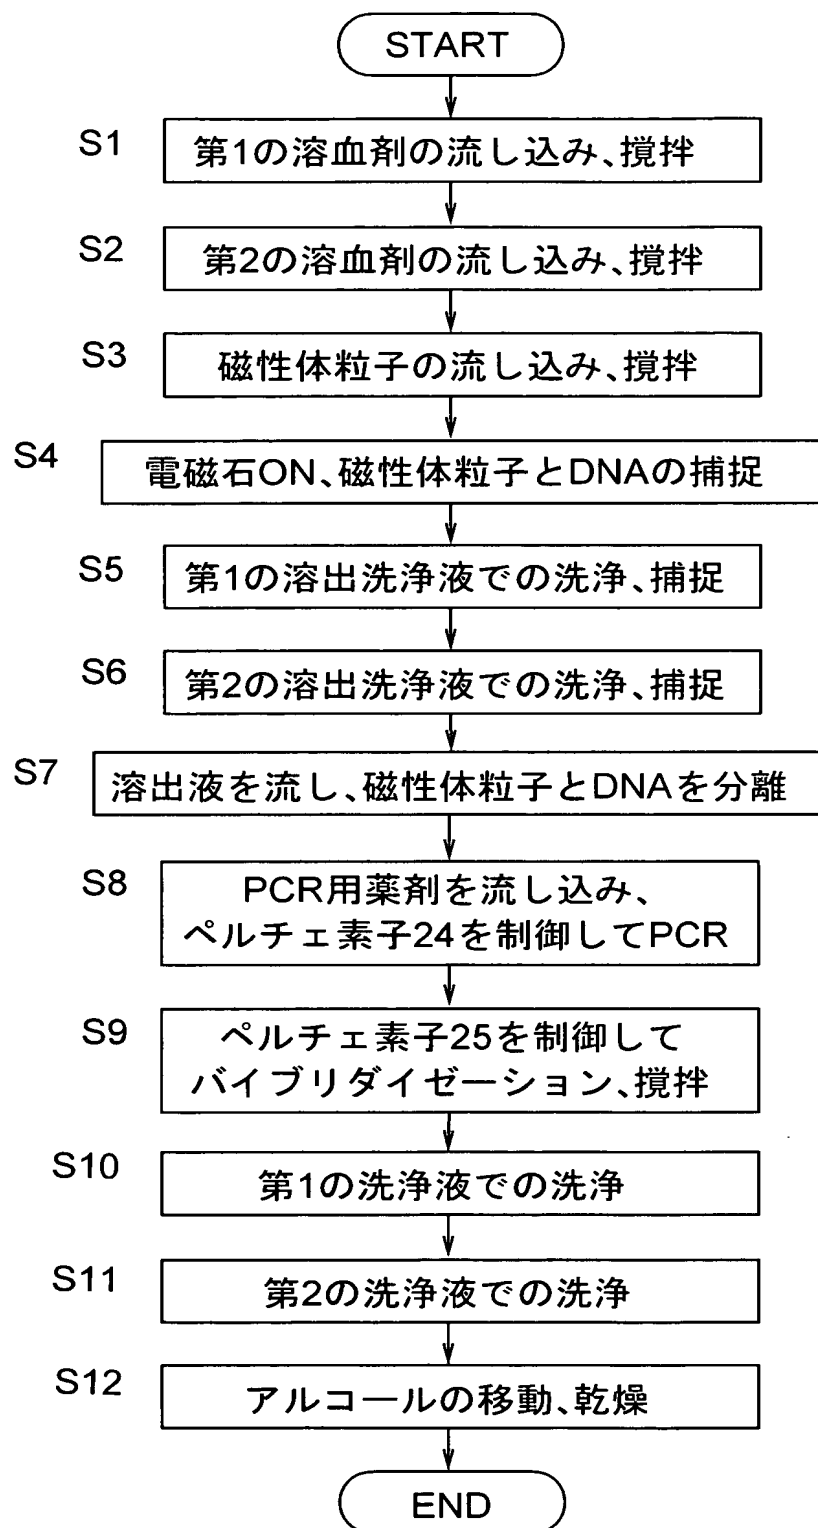 START
S1 第1の溶血剤の流し込み、攪拌
S2 第2の溶血剤の流し込み、攪拌
S3 磁性体粒子の流し込み、攪拌
S4 電磁石ON、磁性体粒子とDNAの捕捉
S5 第1の溶出洗浄液での洗浄、捕捉
S6 第2の溶出洗浄液での洗浄、捕捉
S7 溶出液を流し、磁性体粒子とDNAを分離
S8 PCR用薬剤を流し込み、
ペルチェ素子24を制御してPCR
S9 ペルチェ素子25を制御して
バイブリダイゼーション、攪拌
S10 第1の洗浄液での洗浄
S11 第2の洗浄液での洗浄
S12 アルコールの移動、乾燥
END